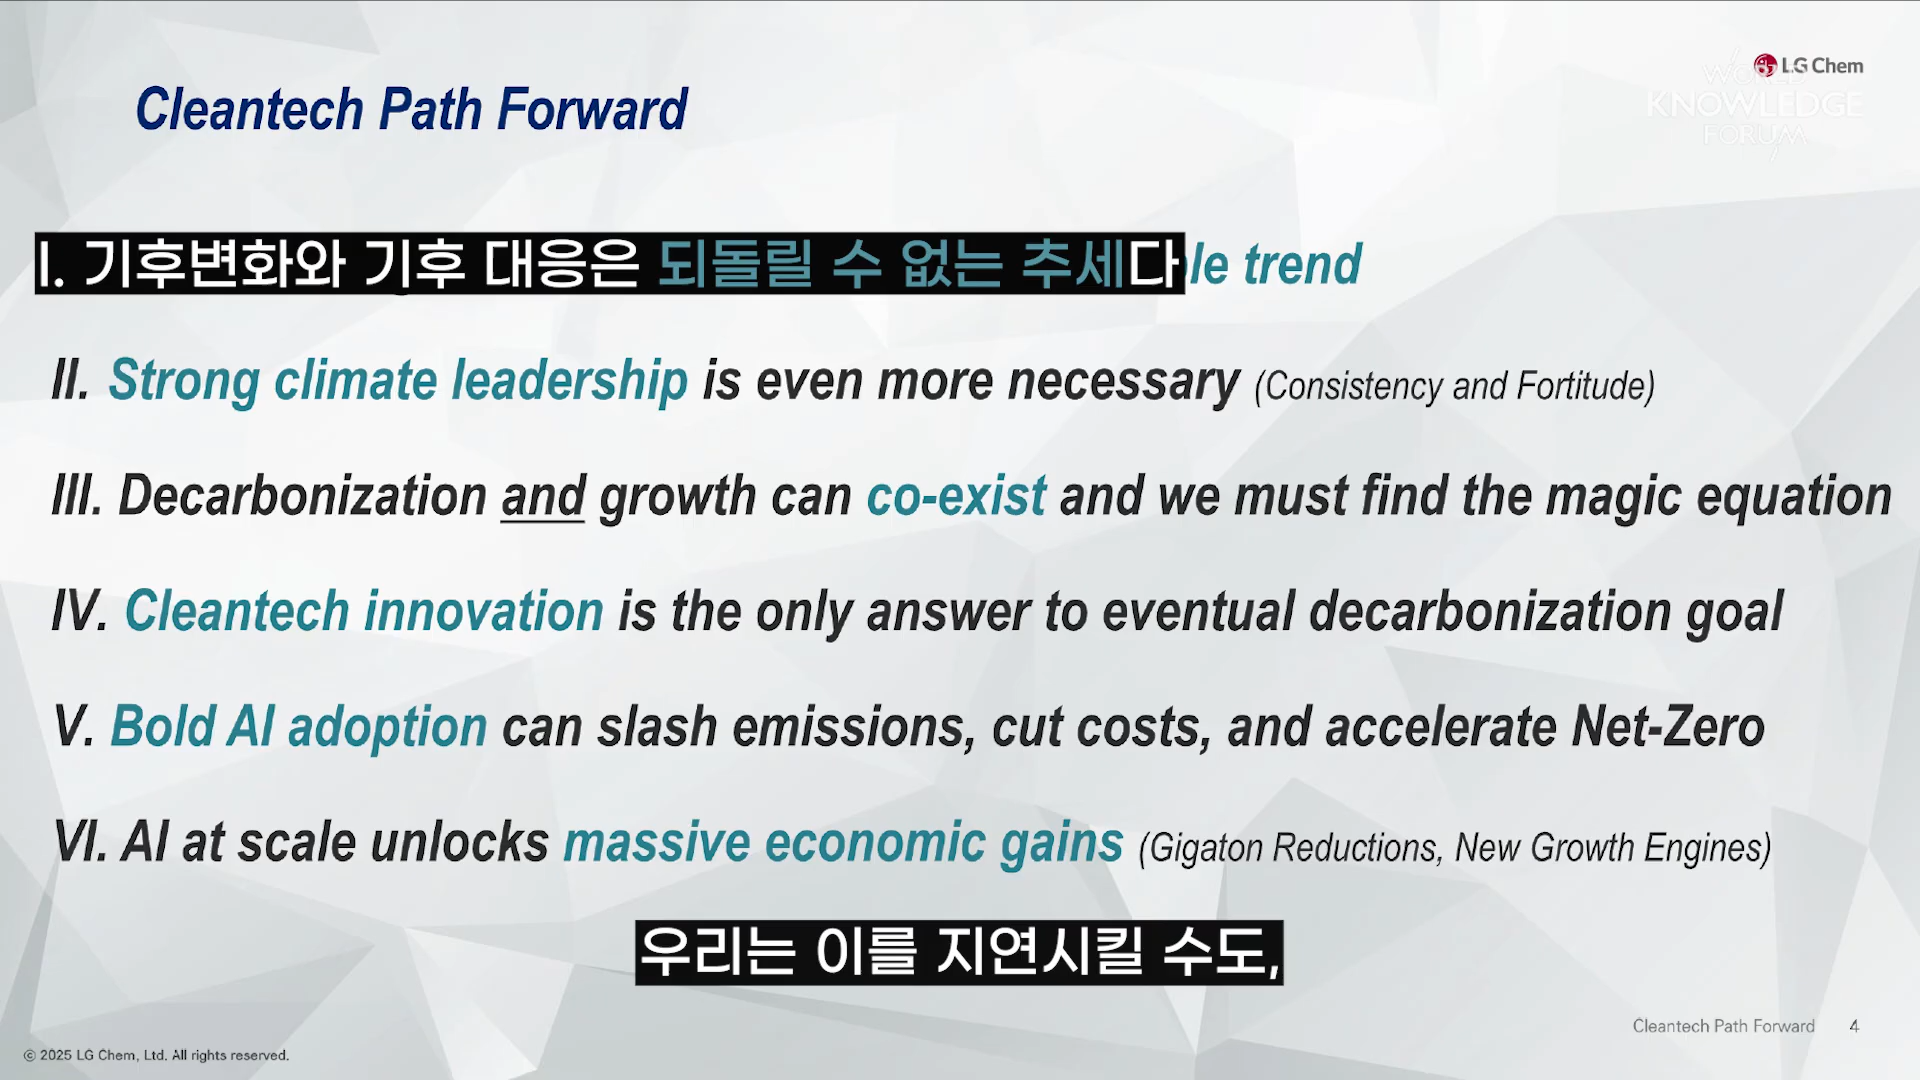 LG Chem
WORLD
KNOWLEDGE
FORUM
Cleantech Path Forward
I. 기후변화와 기후 대응은 되돌릴 수 없는 추세다
le trend
II. Strong climate leadership is even more necessary (Consistency and Fortitude)
III. Decarbonization and growth can co-exist and we must find the magic equation
IV. Cleantech innovation is the only answer to eventual decarbonization goal
V. Bold AI adoption can slash emissions, cut costs, and accelerate Net-Zero
VI. AI at scale unlocks massive economic gains (Gigaton Reductions, New Growth Engines)
우리는 이를 지연시킬 수도,
Cleantech Path Forward 4
© 2025 LG Chem, Ltd. All rights reserved.